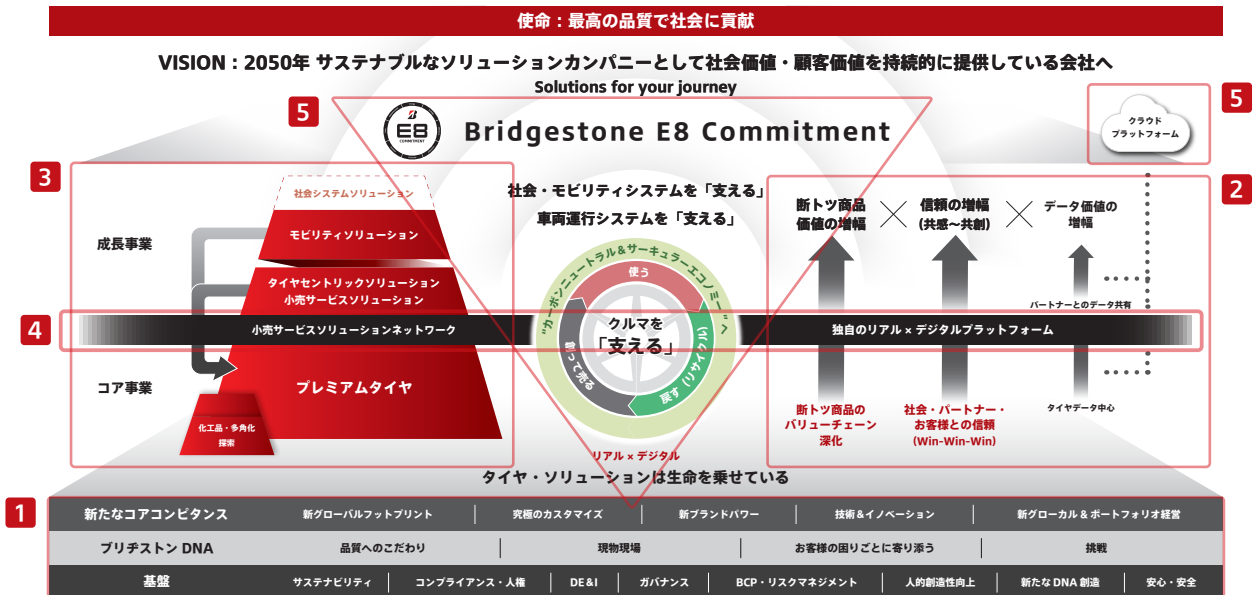 使命：最高の品質で社会に貢献
VISION：2050年 サステナブルなソリューションカンパニーとして社会価値・顧客価値を持続的に提供している会社へ
Solutions for your journey
5
E8
COMMITMENT
Bridgestone E8 Commitment
クラウド
プラットフォーム
5
3
成長事業
コア事業
社会システムソリューション
モビリティソリューション
タイヤセントリックソリューション
小売サービスソリューション
4
小売サービスソリューションネットワーク
プレミアムタイヤ
化工品・多角化
探索
社会・モビリティシステムを「支える」
車両運行システムを「支える」
"カーボンニュートラル&サーキュラーエコノミー"へ
使う
戻す（リサイクル）
創って売る
クルマを
「支える」
リアル×デジタル
タイヤ・ソリューションは生命を乗せている
2
断トツ商品
価値の増幅
信頼の増幅
(共感〜共創)
データ価値の
増幅
パートナーとのデータ共有
独自のリアル×デジタルプラットフォーム
断トツ商品の
バリューチェーン
深化
社会・パートナー・
お客様との信頼
(Win-Win-Win)
タイヤデータ中心
1
新たなコアコンピタンス 新グローバルフットプリント 究極のカスタマイズ 新ブランドパワー 技術&イノベーション 新グローカル&ポートフォリオ経営
ブリヂストン DNA 品質へのこだわり 現物現場 お客様の困りごとに寄り添う 挑戦
基盤 サステナビリティ コンプライアンス・人権 DE&I ガバナンス BCP・リスクマネジメント 人的創造性向上 新たな DNA 創造 安心・安全